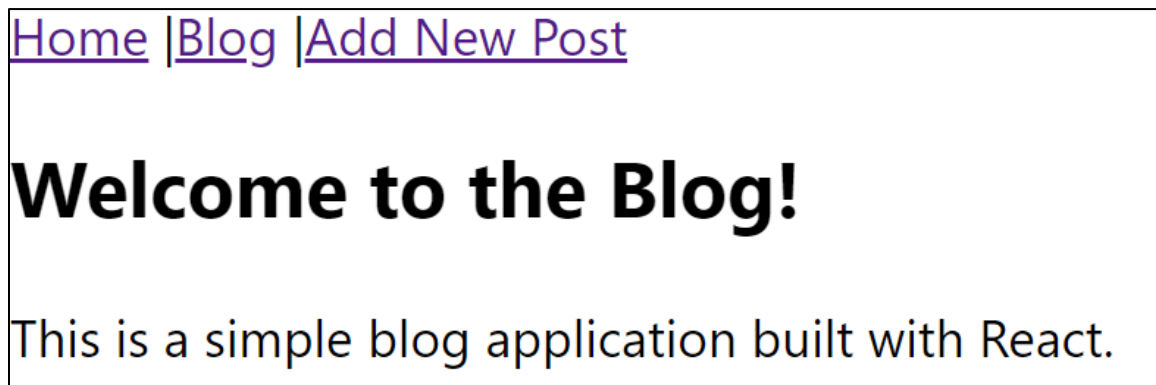 Home |Blog |Add New Post
Welcome to the Blog!
This is a simple blog application built with React.